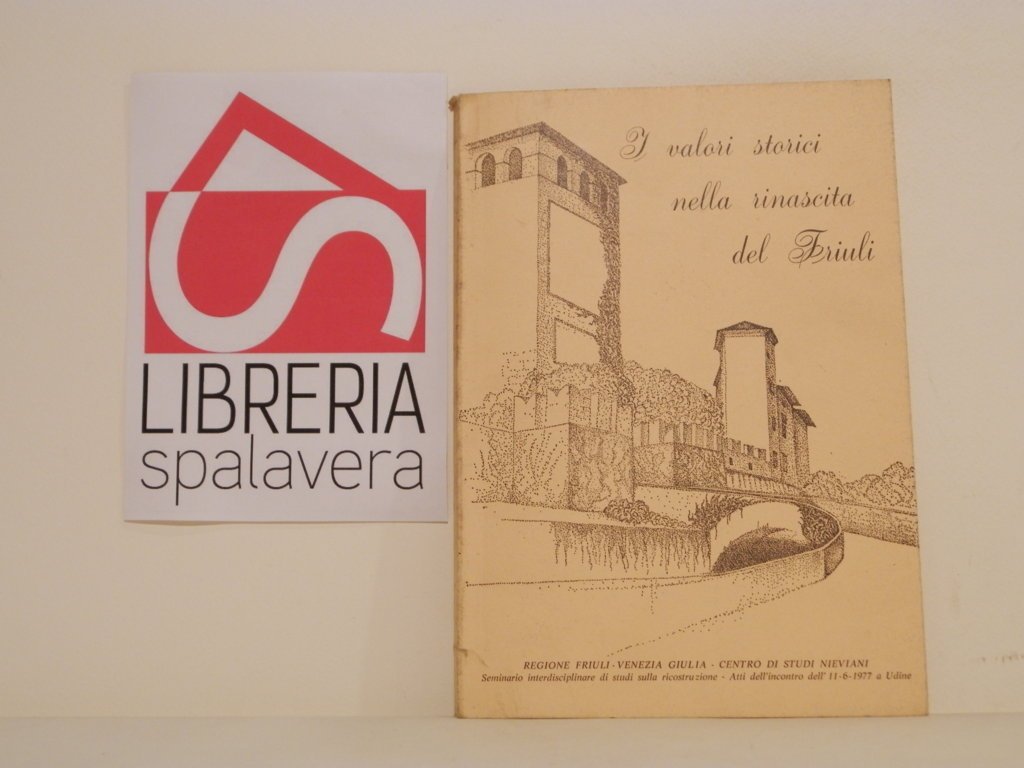 LIBRERIA
spalavera
I valori storici
nella rinascita
del Friuli
REGIONE FRIULI-VENEZIA GIULIA - CENTRO DI STUDI NIEVIANI
Seminario interdisciplinare di studi sulla ricostruzione - Atti dell'incontro dell' 11-6-1977 a Udine